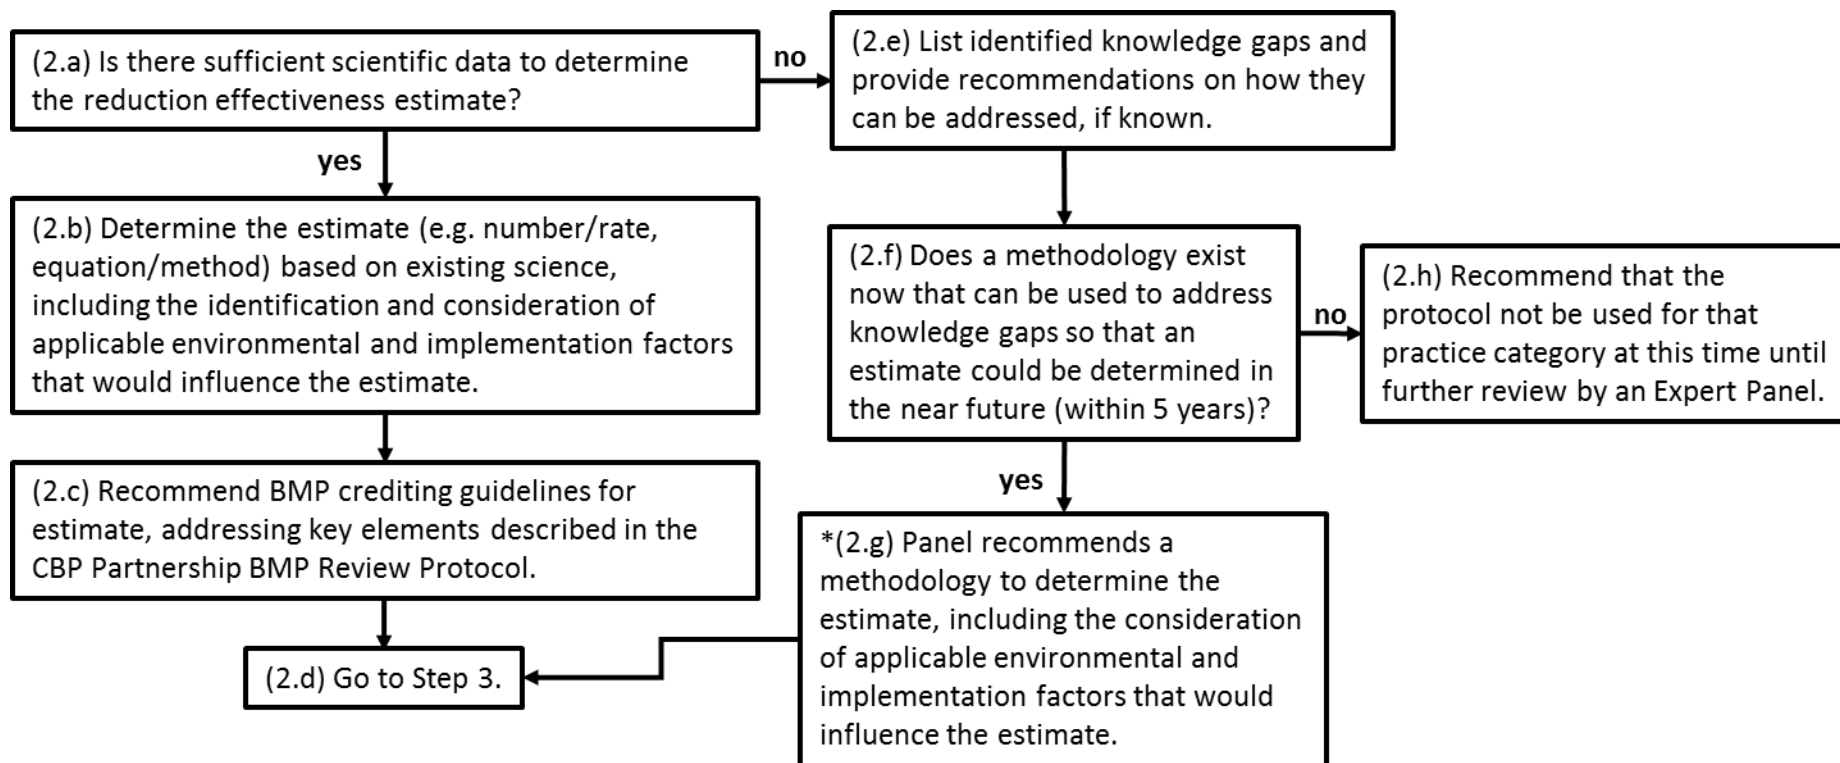 (2.a) Is there sufficient scientific data to determine
the reduction effectiveness estimate?
no
(2.e) List identified knowledge gaps and
provide recommendations on how they
can be addressed, if known.
yes
(2.b) Determine the estimate (e.g. number/rate,
equation/method) based on existing science,
including the identification and consideration of
applicable environmental and implementation factors
that would influence the estimate.
(2.f) Does a methodology exist
now that can be used to address
knowledge gaps so that an
estimate could be determined in
the near future (within 5 years)?
no
(2.h) Recommend that the
protocol not be used for that
practice category at this time until
further review by an Expert Panel.
(2.c) Recommend BMP crediting guidelines for
estimate, addressing key elements described in the
CBP Partnership BMP Review Protocol.
yes
*(2.g) Panel recommends a
methodology to determine the
estimate, including the consideration
of applicable environmental and
implementation factors that would
influence the estimate.
(2.d) Go to Step 3.